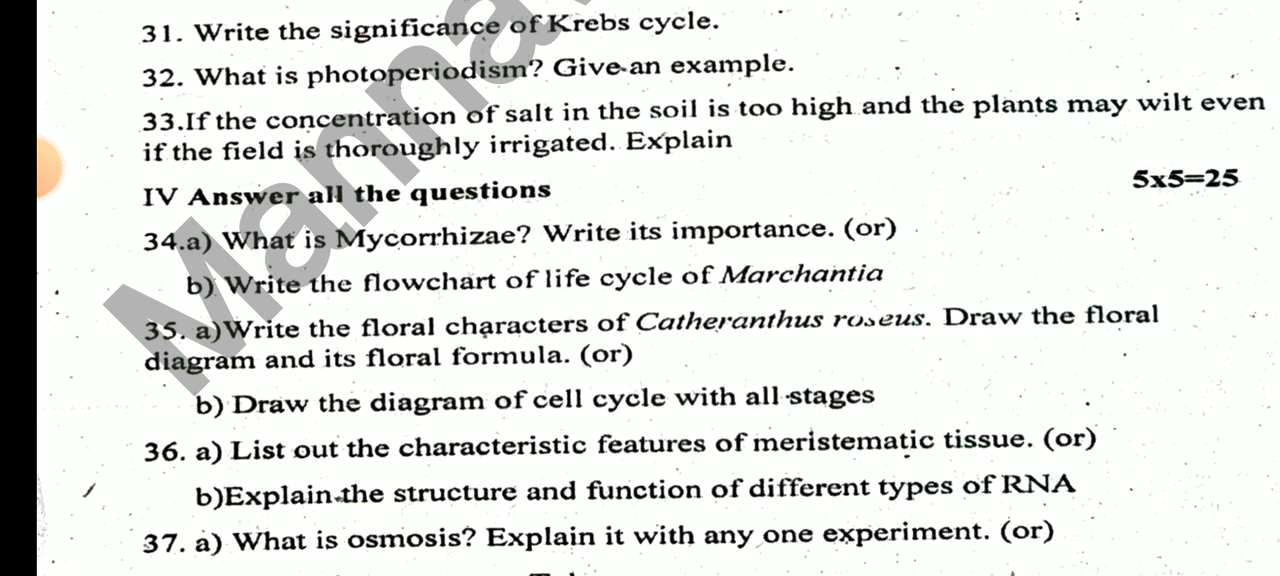 31. Write the significance of Krebs cycle.
32. What is photoperiodism? Give an example.
33.If the concentration of salt in the soil is too high and the plants may wilt even
if the field is thoroughly irrigated. Explain
IV Answer all the questions 5x5=25
34.a) What is Mycorrhizae? Write its importance. (or)
b) Write the flowchart of life cycle of Marchantia
35. a)Write the floral characters of Catheranthus roseus. Draw the floral
diagram and its floral formula. (or)
b) Draw the diagram of cell cycle with all stages
36. a) List out the characteristic features of meristematic tissue. (or)
b)Explain the structure and function of different types of RNA
37. a) What is osmosis? Explain it with any one experiment. (or)